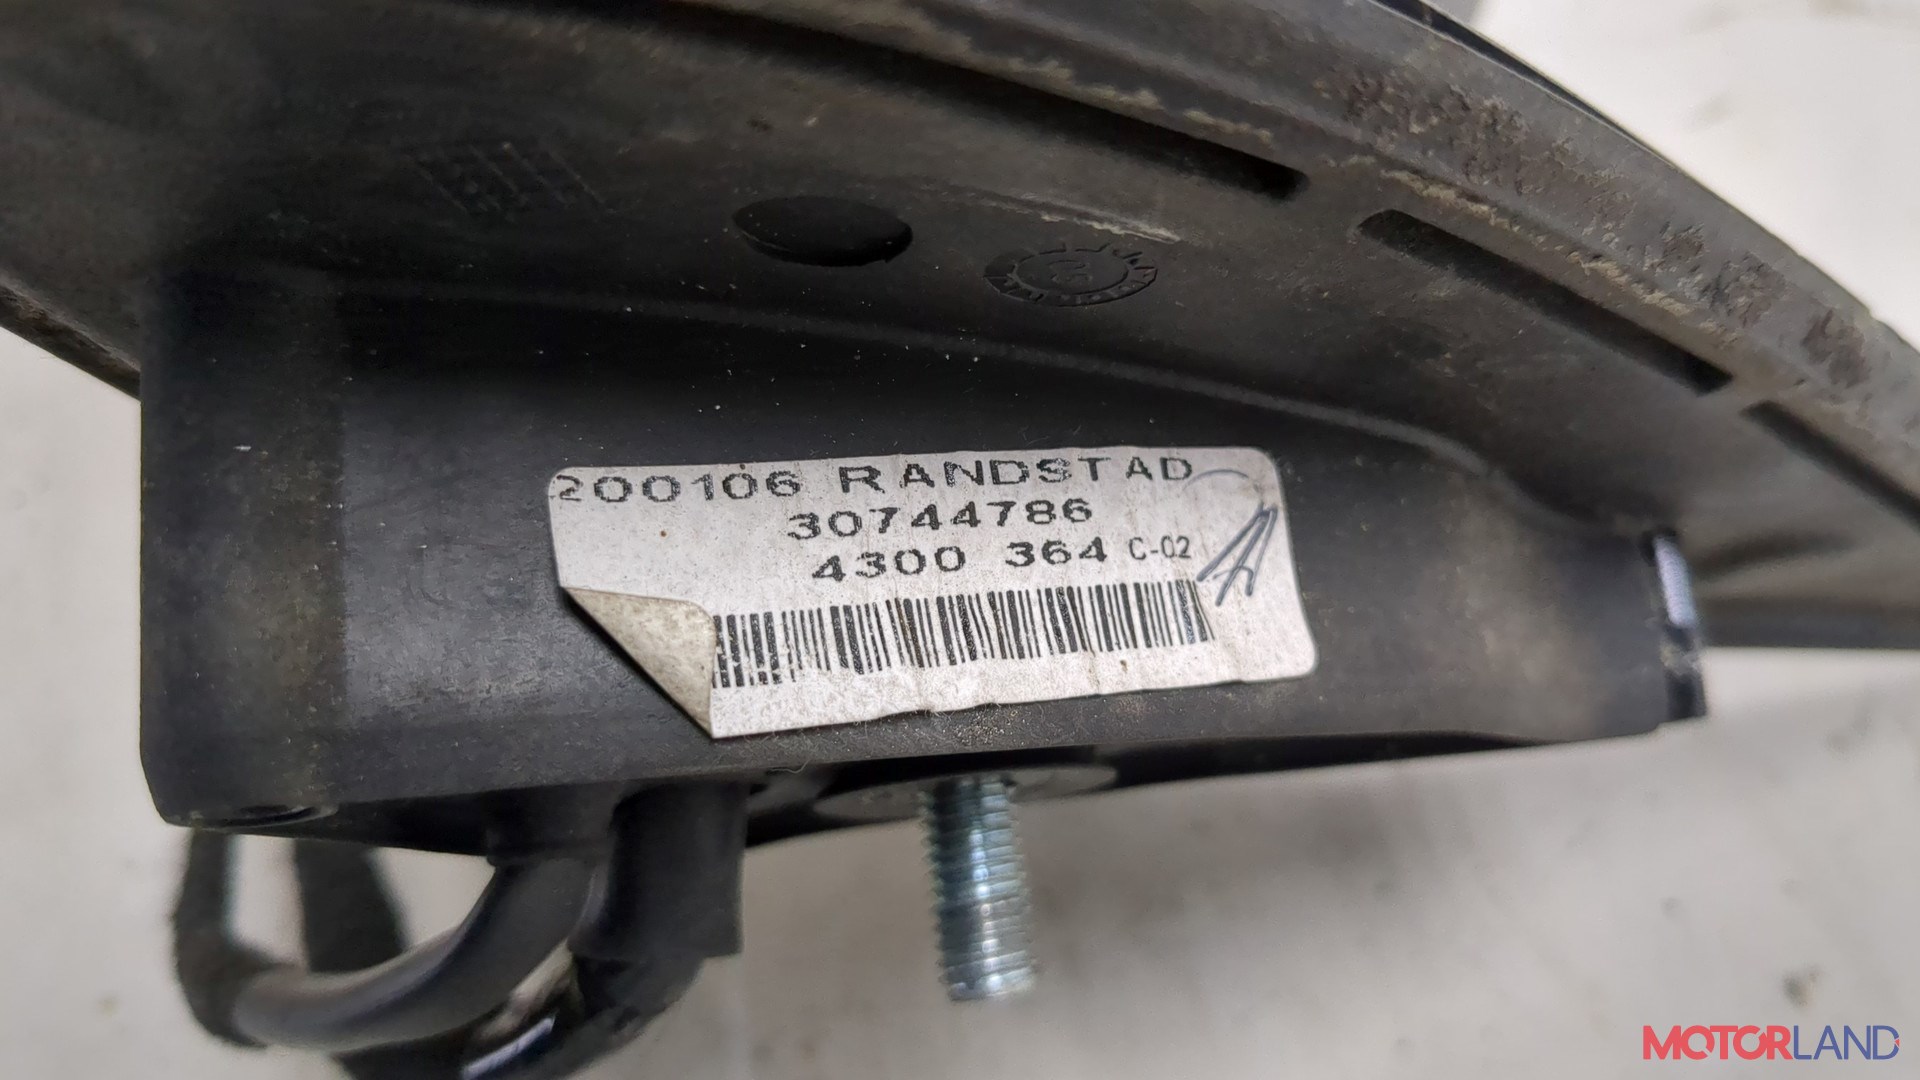 200106 RANDSTAD
30744786
4300 364 C-02
MOTORLAND